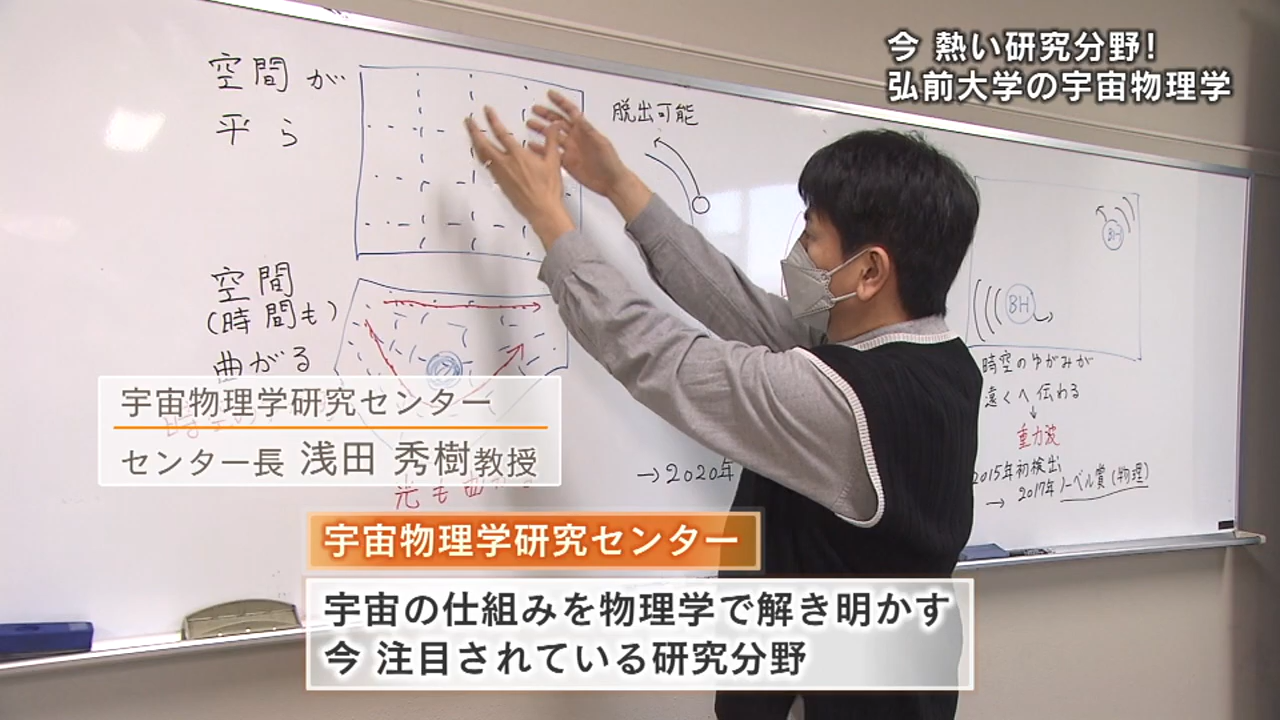 今 熱い研究分野!
弘前大学の宇宙物理学
空間が
平ら
脱出可能
空間
(時間も)
曲がる
BH
BH
時空のゆがみが
遠くへ伝わる
↓
重力波
2015年初検出
→ 2017年 ノーベル賞(物理)
→2020年
光も曲
宇宙物理学研究センター
センター長 浅田 秀樹教授
宇宙物理学研究センター
宇宙の仕組みを物理学で解き明かす
今 注目されている研究分野